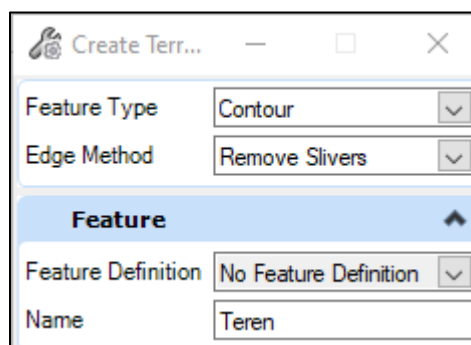 Create Terr...
Feature Type Contour
Edge Method Remove Slivers
Feature
Feature Definition No Feature Definition
Name Teren